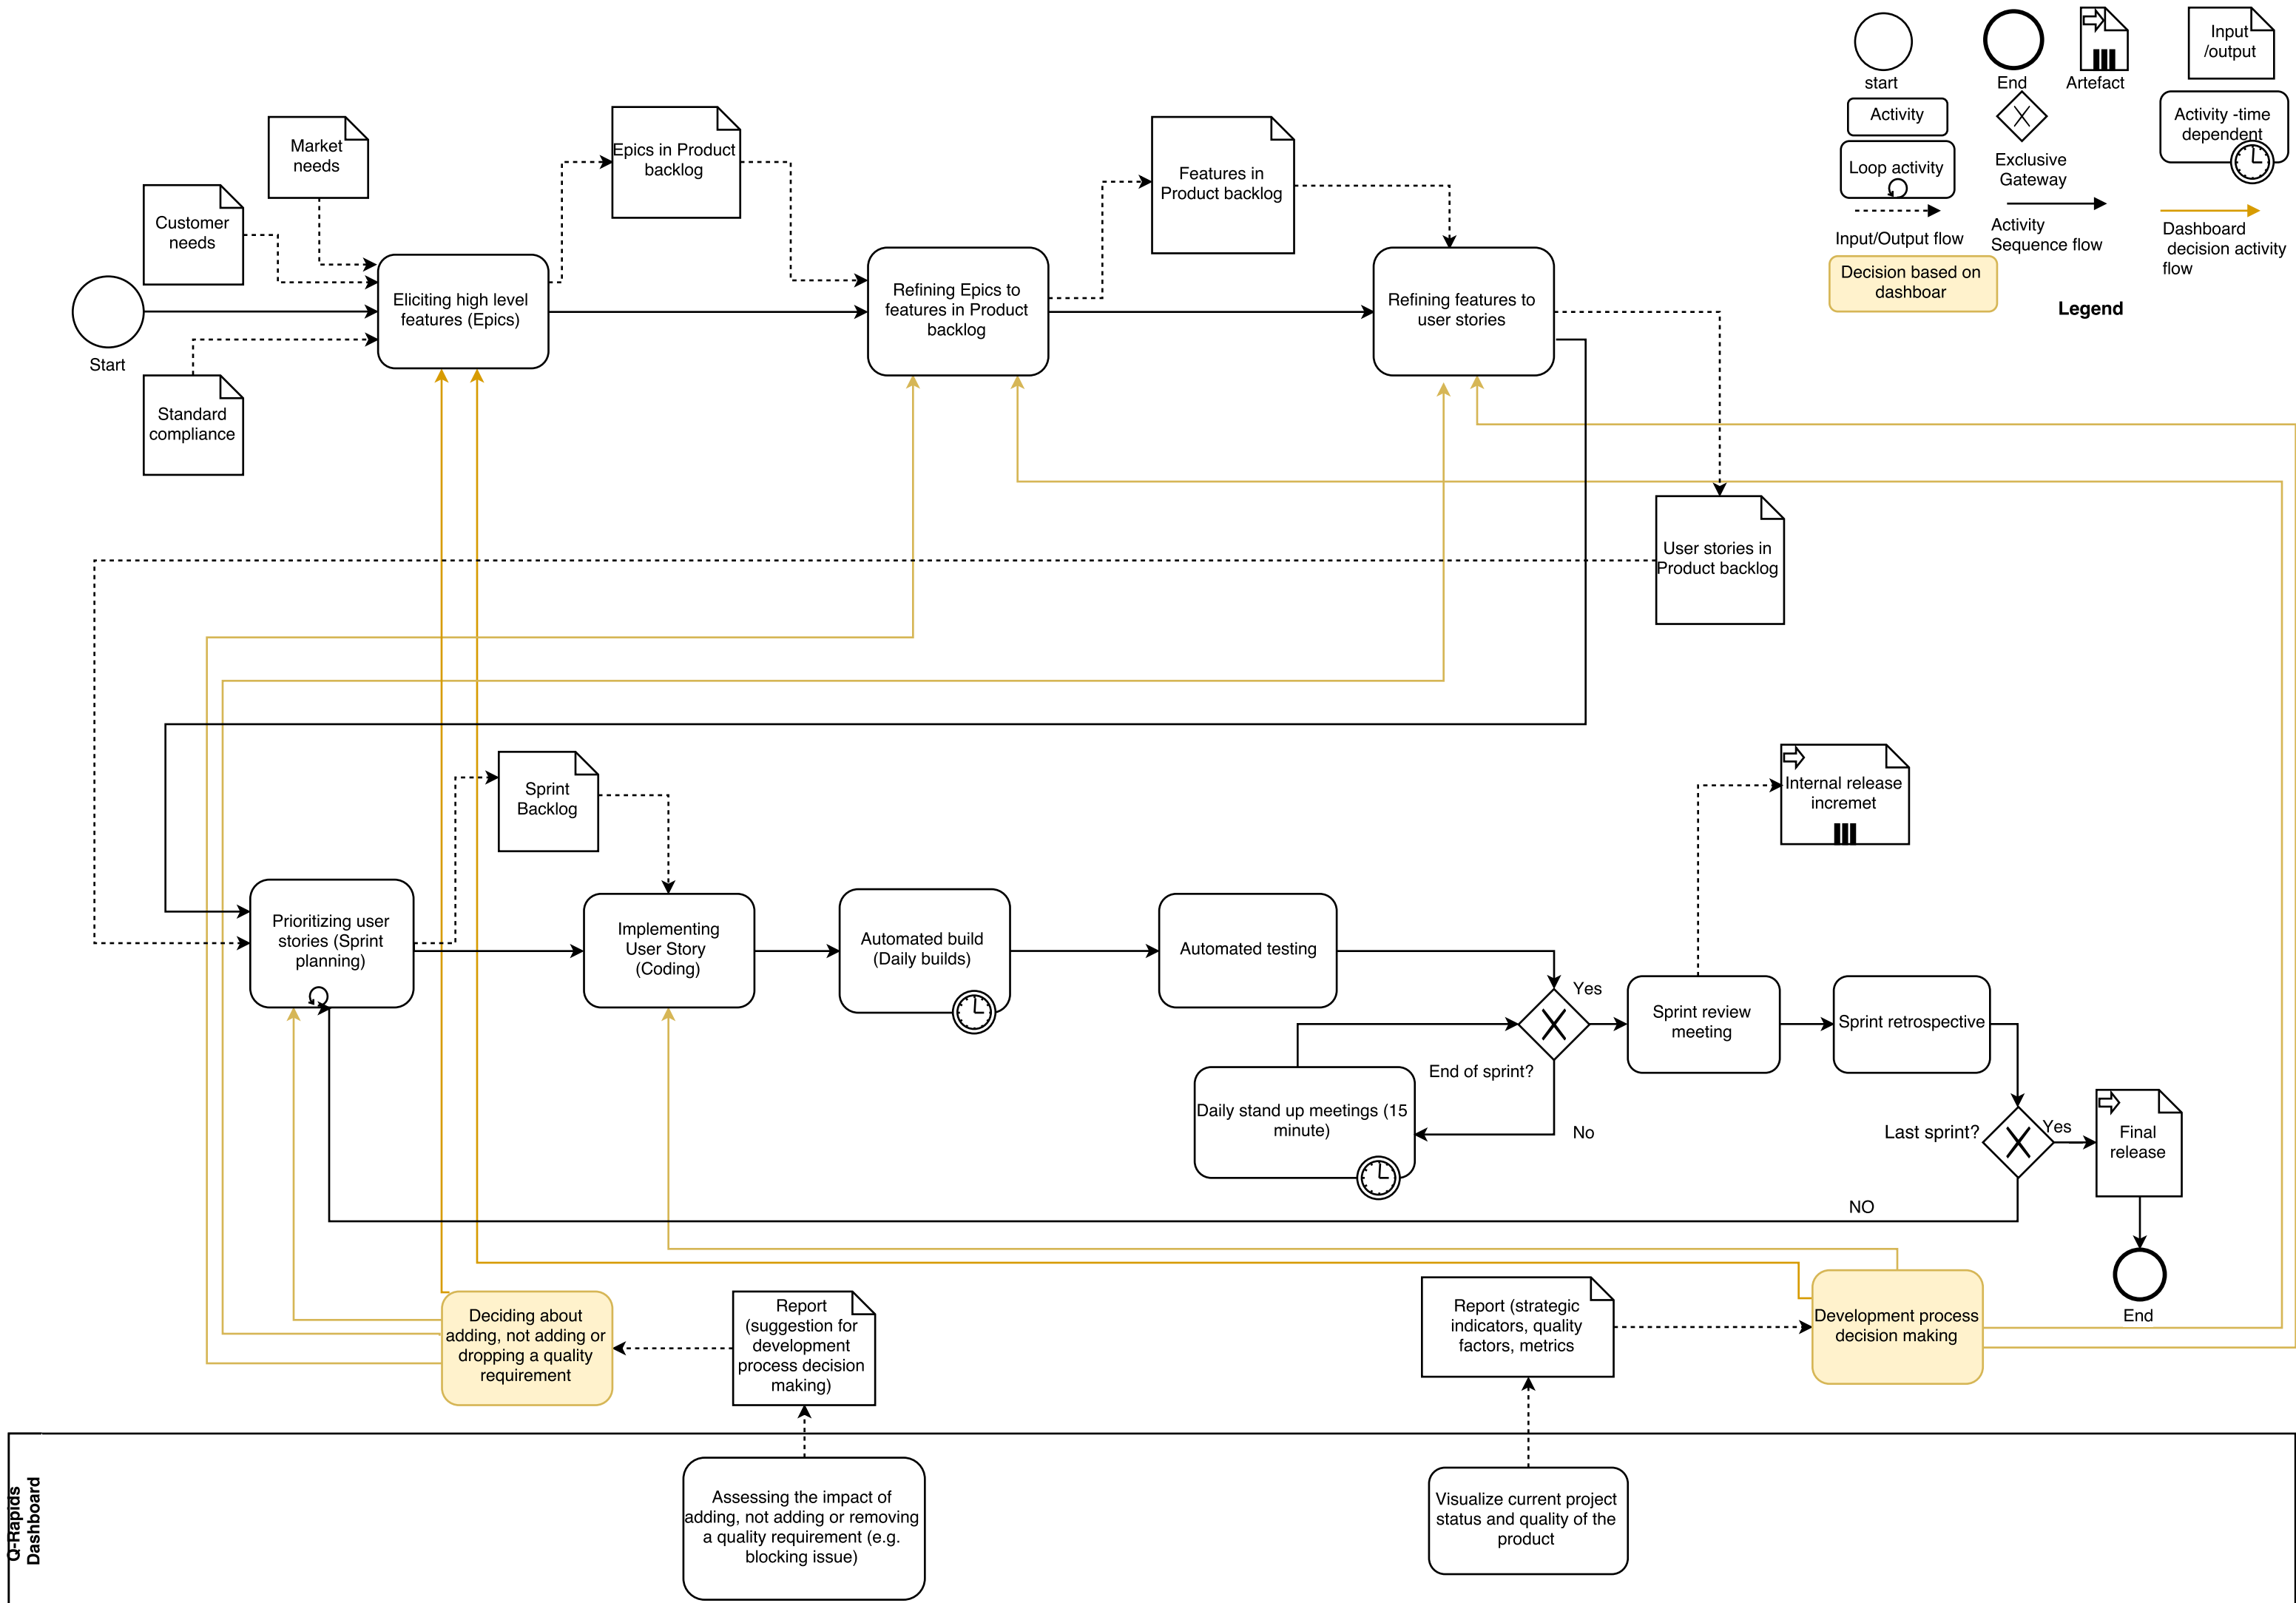 start
End
Artefact
Input
/output
Activity
Activity -time
dependent
Loop activity
Exclusive
Gateway
Input/Output flow
Activity
Sequence flow
Dashboard
decision activity
flow
Decision based on
dashboar
Legend
Market
needs
Customer
needs
Start
Standard
compliance
Eliciting high level
features (Epics)
Epics in Product
backlog
Refining Epics to
features in Product
backlog
Features in
Product backlog
Refining features to
user stories
User stories in
Product backlog
Sprint
Backlog
Internal release
incremet
Prioritizing user
stories (Sprint
planning)
Implementing
User Story
(Coding)
Automated build
(Daily builds)
Automated testing
Yes
End of sprint?
No
Daily stand up meetings (15
minute)
Sprint review
meeting
Sprint retrospective
Last sprint?
Yes
NO
Final
release
End
Deciding about
adding, not adding or
dropping a quality
requirement
Report
(suggestion for
development
process decision
making)
Report (strategic
indicators, quality
factors, metrics
Development process
decision making
Q-Rapids
Dashboard
Assessing the impact of
adding, not adding or removing
a quality requirement (e.g.
blocking issue)
Visualize current project
status and quality of the
product